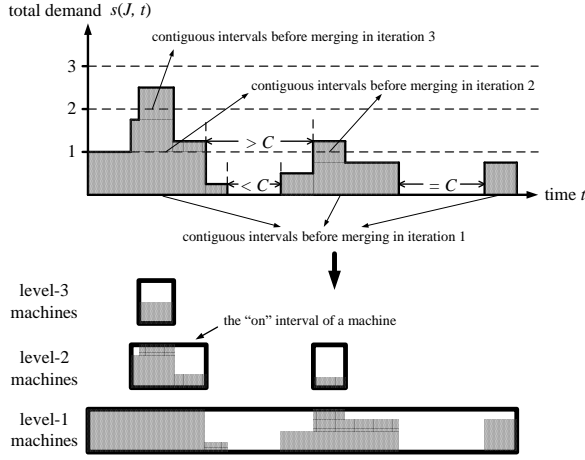 total demand s(J, t)
contiguous intervals before merging in iteration 3
3
contiguous intervals before merging in iteration 2
2
> C
1
< C
= C
time t
contiguous intervals before merging in iteration 1
level-3
machines
the “on” interval of a machine
level-2
machines
level-1
machines